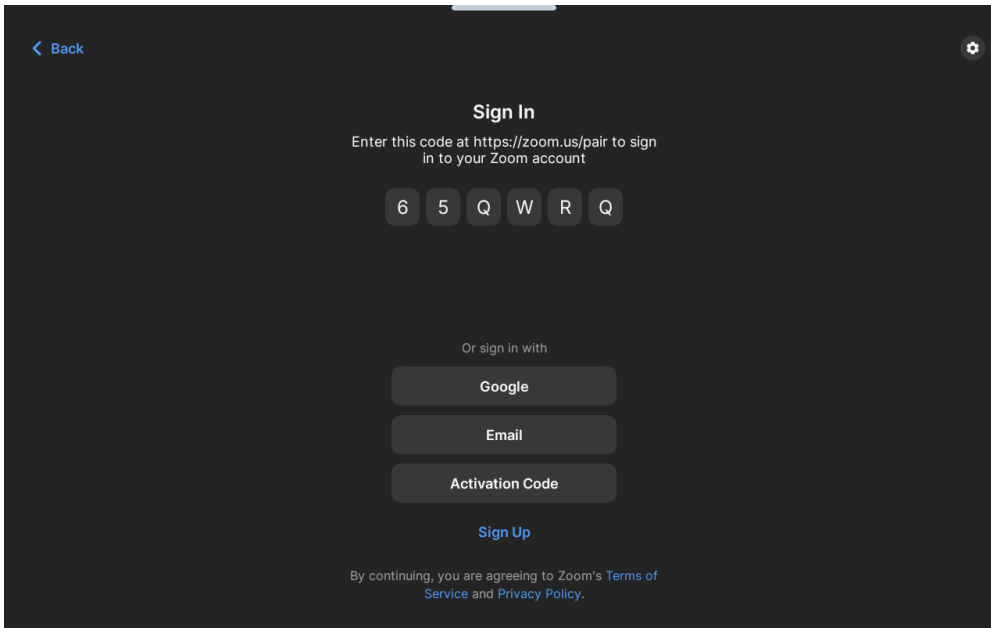 Back
Sign In
Enter this code at https://zoom.us/pair to sign
in to your Zoom account
6 5 Q W R Q
Or sign in with
Google
Email
Activation Code
Sign Up
By continuing, you are agreeing to Zoom's Terms of
Service and Privacy Policy.